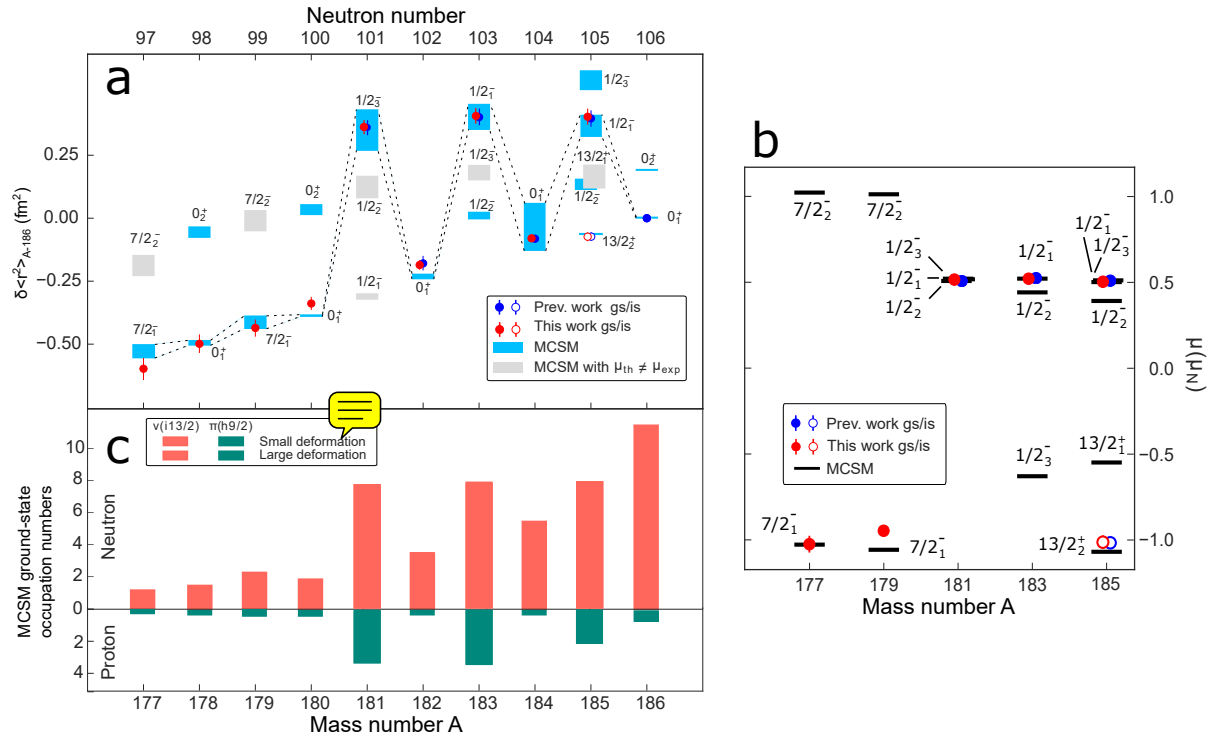 Neutron number
97 98 99 100 101 102 103 104 105 106
a
δ<r²>A-186 (fm²)
0.25
0.00
−0.25
−0.50
7/2₂⁻
0₂⁺
7/2₂⁻
0₂⁺
1/2₃⁻
1/2₂⁻
1/2₁⁻
1/2₁⁻
1/2₃⁻
1/2₂⁻
0₁⁺
1/2₃⁻
1/2₁⁻
13/2₁⁺
1/2₂⁻
13/2₂⁺
0₂⁺
0₁⁺
7/2₁⁻
0₁⁺
7/2₁⁻
0₁⁺
0₁⁺
Prev. work gs/is
This work gs/is
MCSM
MCSM with μth ≠ μexp
c
ν(i13/2) π(h9/2)
Small deformation
Large deformation
MCSM ground-state
occupation numbers
Neutron
Proton
10
8
6
4
2
0
2
4
177 178 179 180 181 182 183 184 185 186
Mass number A
b
7/2₂⁻
7/2₂⁻
1/2₃⁻
1/2₁⁻
1/2₂⁻
1/2₁⁻
1/2₂⁻
1/2₁⁻
1/2₃⁻
1/2₂⁻
Prev. work gs/is
This work gs/is
MCSM
1/2₃⁻
13/2₁⁺
7/2₁⁻
7/2₁⁻
13/2₂⁺
1.0
0.5
0.0
−0.5
−1.0
μ(μN)
177 179 181 183 185
Mass number A